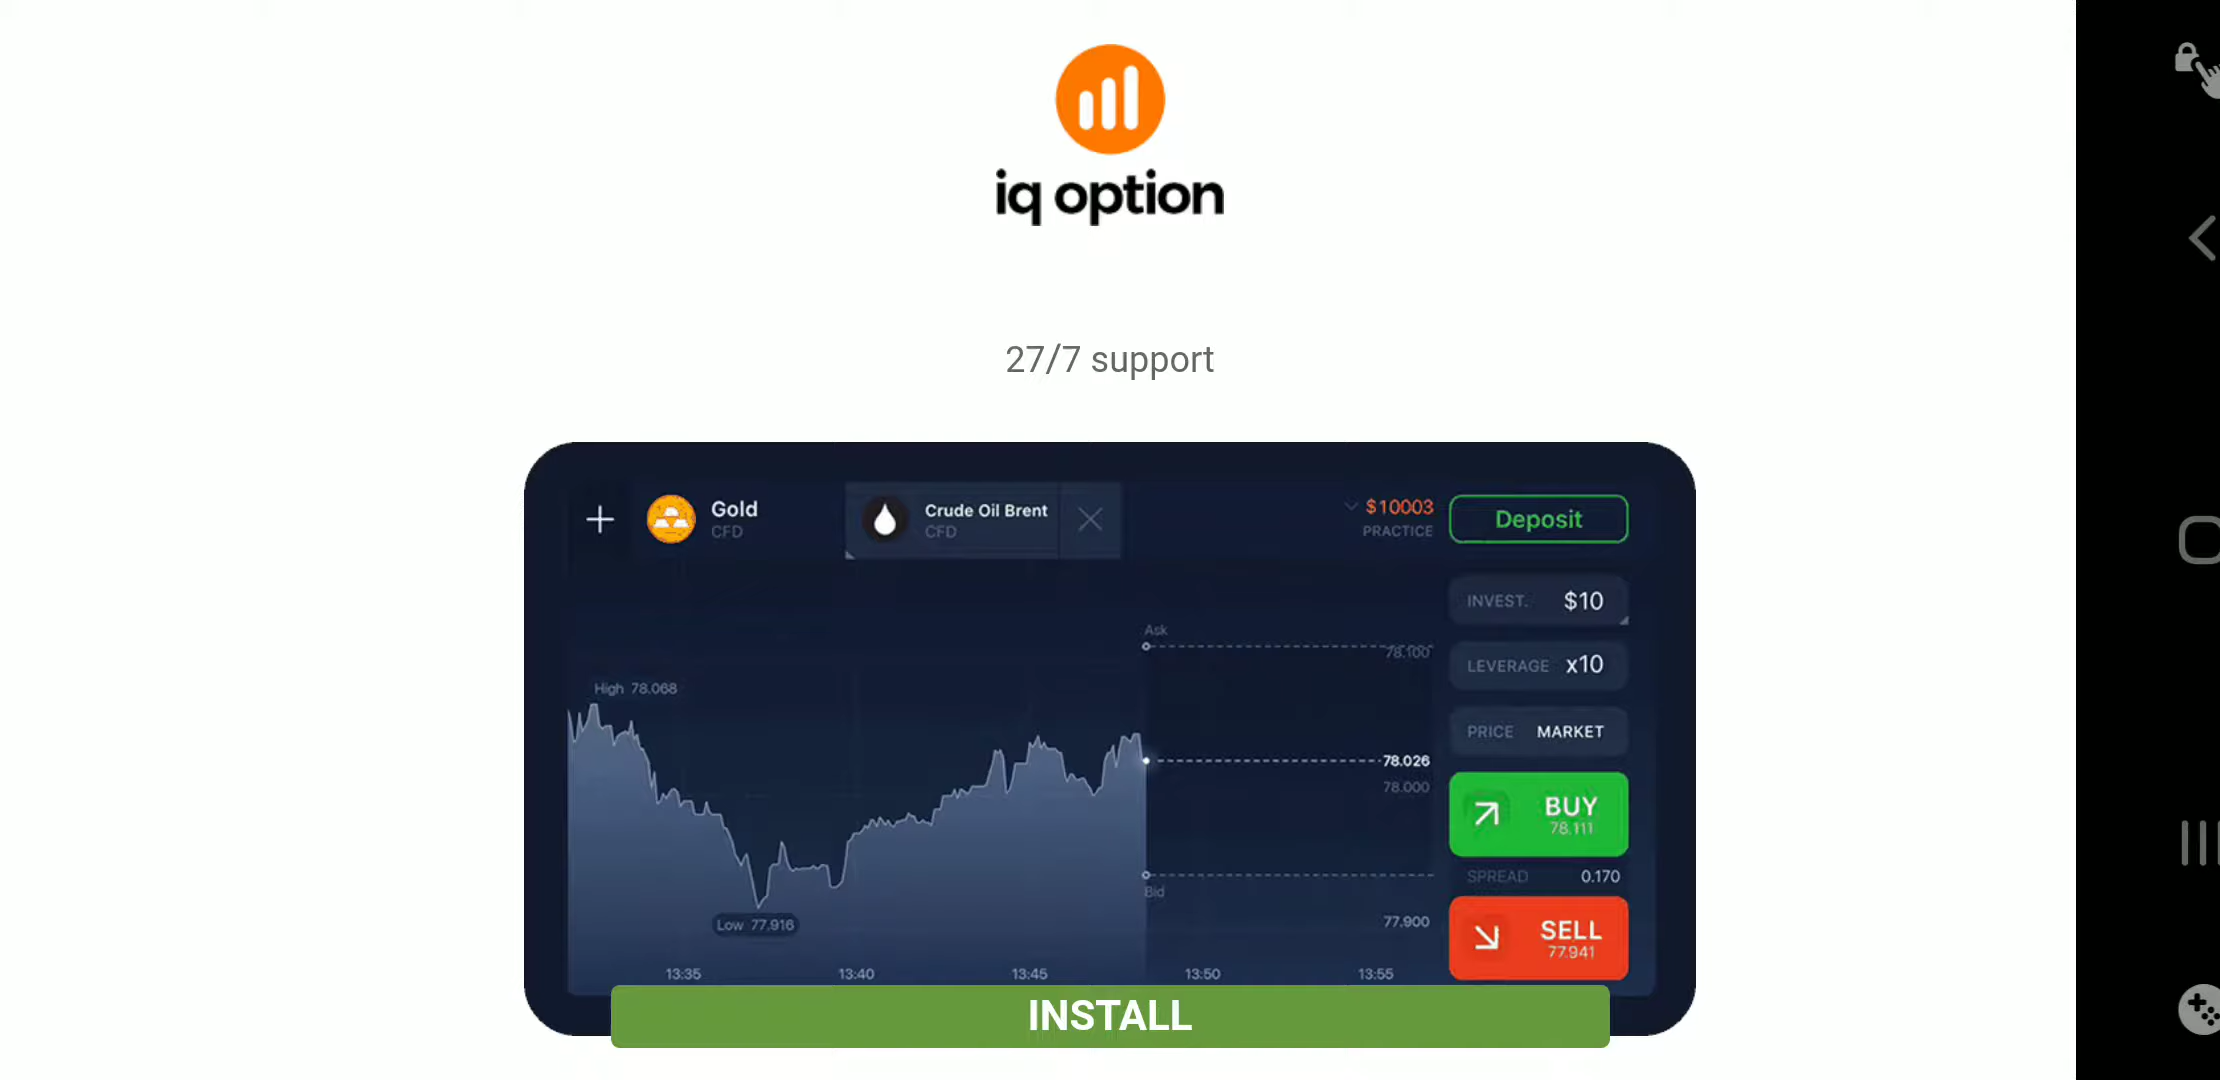 iq option
27/7 support
Gold
CFD
Crude Oil Brent
CFD
$10003
PRACTICE
Deposit
INVEST. $10
LEVERAGE x10
PRICE MARKET
BUY
78.111
SPREAD 0.170
SELL
77.941
Ask
78.100
High 78.068
78.026
78.000
Bid
77.900
Low 77.916
13:35 13:40 13:45 13:50 13:55
INSTALL